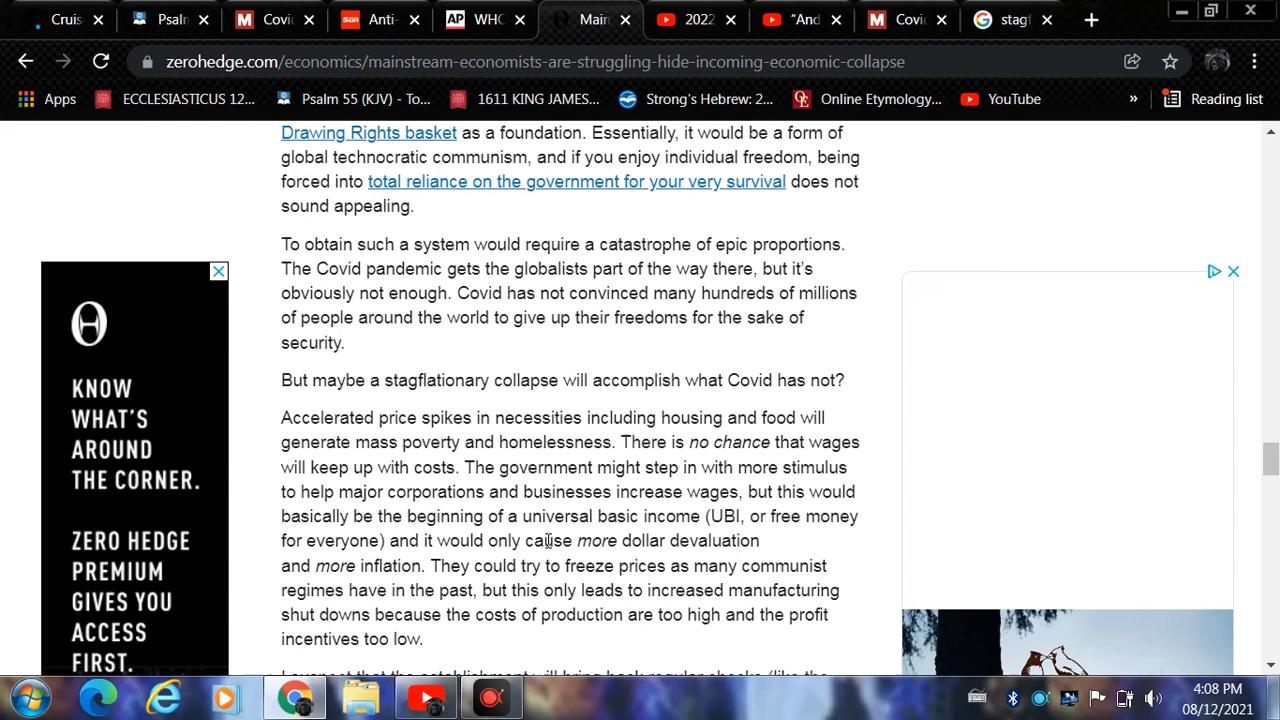 Cruis
Psaln
Covid
Anti-
AP WHC
Main
2022
"And
Covid
stagf
zerohedge.com/economics/mainstream-economists-are-struggling-hide-incoming-economic-collapse
Apps
ECCLESIASTICUS 12...
Psalm 55 (KJV) - To...
1611 KING JAMES...
Strong's Hebrew: 2...
Online Etymology...
YouTube
»
Reading list
Drawing Rights basket as a foundation. Essentially, it would be a form of
global technocratic communism, and if you enjoy individual freedom, being
forced into total reliance on the government for your very survival does not
sound appealing.
To obtain such a system would require a catastrophe of epic proportions.
The Covid pandemic gets the globalists part of the way there, but it's
obviously not enough. Covid has not convinced many hundreds of millions
of people around the world to give up their freedoms for the sake of
security.
But maybe a stagflationary collapse will accomplish what Covid has not?
Accelerated price spikes in necessities including housing and food will
generate mass poverty and homelessness. There is no chance that wages
will keep up with costs. The government might step in with more stimulus
to help major corporations and businesses increase wages, but this would
basically be the beginning of a universal basic income (UBI, or free money
for everyone) and it would only cause more dollar devaluation
and more inflation. They could try to freeze prices as many communist
regimes have in the past, but this only leads to increased manufacturing
shut downs because the costs of production are too high and the profit
incentives too low.
KNOW
WHAT'S
AROUND
THE CORNER.
ZERO HEDGE
PREMIUM
GIVES YOU
ACCESS
FIRST.
4:08 PM
08/12/2021